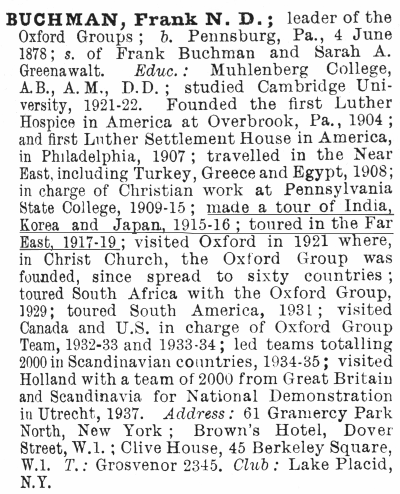 BUCHMAN, Frank N. D.; leader of the
Oxford Groups; b. Pennsburg, Pa., 4 June
1878; s. of Frank Buchman and Sarah A.
Greenawalt. Educ.: Muhlenberg College,
A.B., A.M., D.D.; studied Cambridge Uni-
versity, 1921-22. Founded the first Luther
Hospice in America at Overbrook, Pa., 1904;
and first Luther Settlement House in America,
in Philadelphia, 1907; travelled in the Near
East, including Turkey, Greece and Egypt, 1908;
in charge of Christian work at Pennsylvania
State College, 1909-15; made a tour of India,
Korea and Japan, 1915-16; toured in the Far
East, 1917-19; visited Oxford in 1921 where,
in Christ Church, the Oxford Group was
founded, since spread to sixty countries;
toured South Africa with the Oxford Group,
1929; toured South America, 1931; visited
Canada and U.S. in charge of Oxford Group
Team, 1932-33 and 1933-34; led teams totalling
2000 in Scandinavian countries, 1934-35; visited
Holland with a team of 2000 from Great Britain
and Scandinavia for National Demonstration
in Utrecht, 1937. Address: 61 Gramercy Park
North, New York; Brown's Hotel, Dover
Street, W.1.; Clive House, 45 Berkeley Square,
W.1. T.: Grosvenor 2345. Club: Lake Placid,
N.Y.